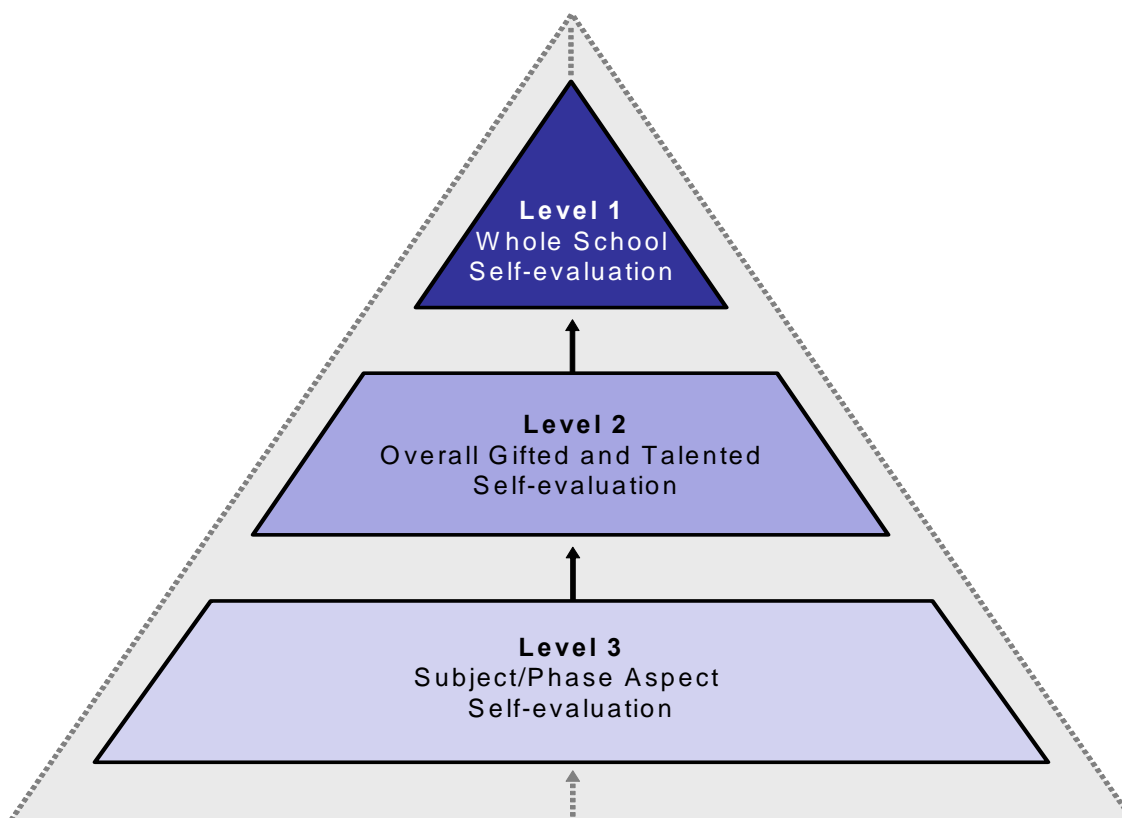 Level 1
Whole School
Self-evaluation
Level 2
Overall Gifted and Talented
Self-evaluation
Level 3
Subject/Phase Aspect
Self-evaluation